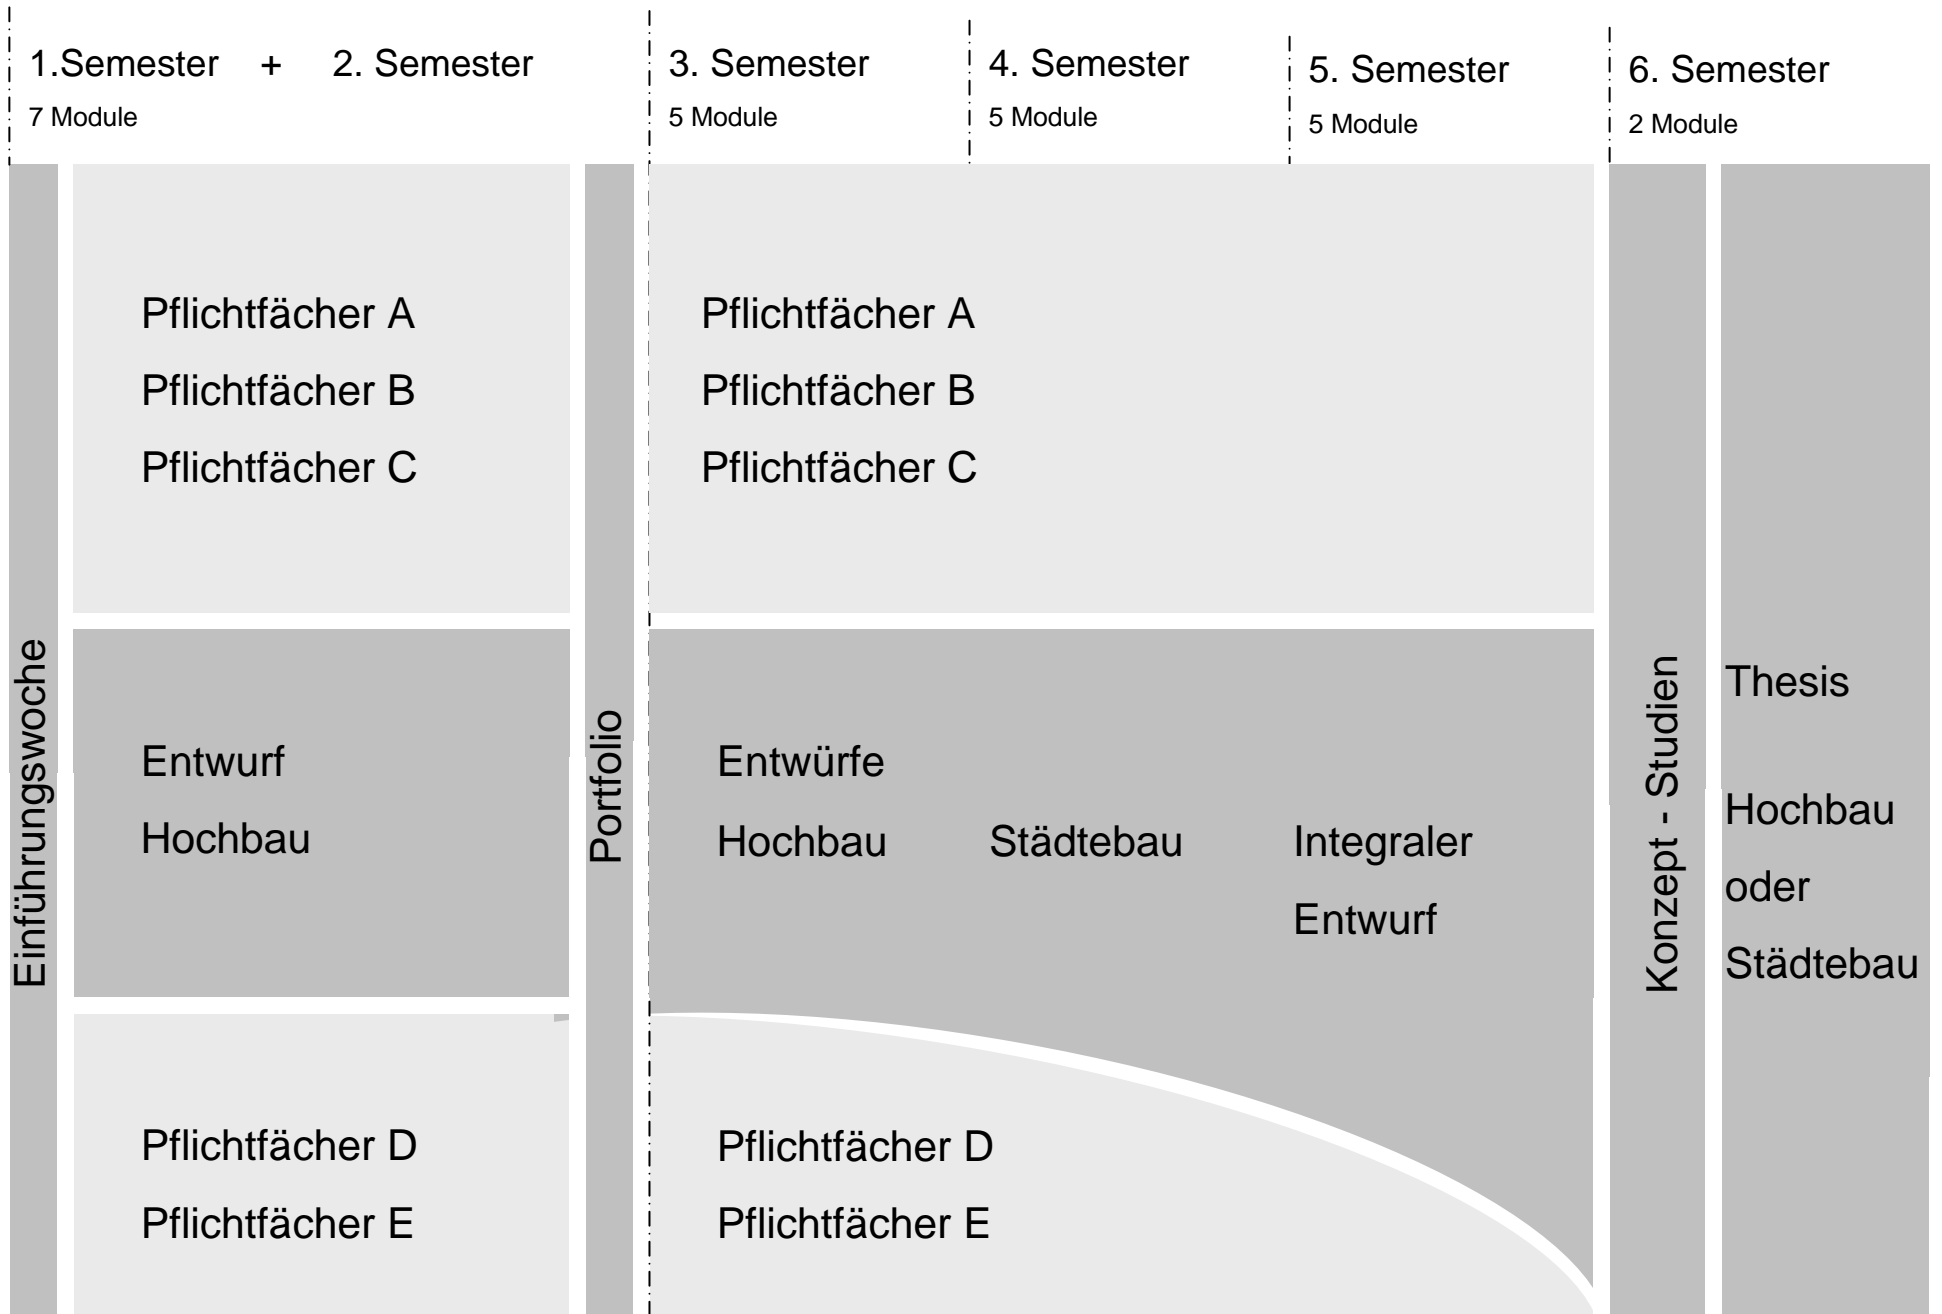 1.Semester + 2. Semester
7 Module
3. Semester
5 Module
4. Semester
5 Module
5. Semester
5 Module
6. Semester
2 Module
Einführungswoche
Pflichtfächer A
Pflichtfächer B
Pflichtfächer C
Entwurf
Hochbau
Pflichtfächer D
Pflichtfächer E
Portfolio
Pflichtfächer A
Pflichtfächer B
Pflichtfächer C
Entwürfe
Hochbau
Städtebau
Integraler
Entwurf
Pflichtfächer D
Pflichtfächer E
Konzept - Studien
Thesis
Hochbau
oder
Städtebau